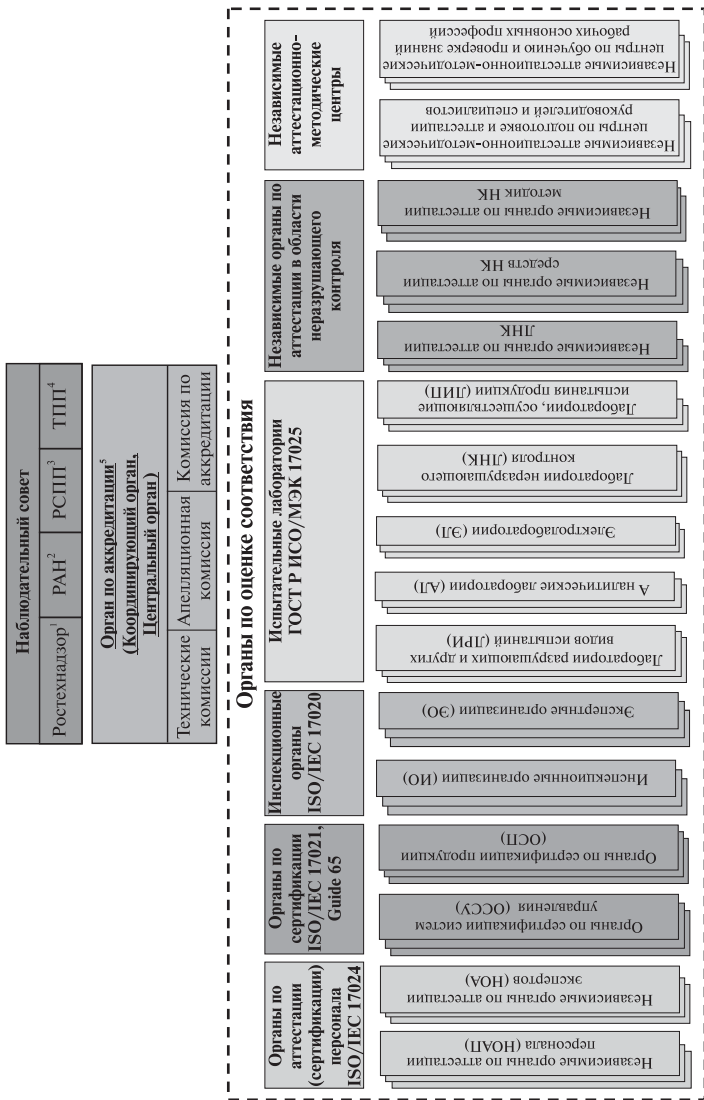 Наблюдательный совет
Ростехнадзор¹
РАН²
РСПП³
ТПП⁴
Орган по аккредитации⁵
(Координирующий орган,
Центральный орган)
Технические
комиссии
Апелляционная
комиссия
Комиссия по
аккредитации
Органы по оценке соответствия
Органы по
аттестации
(сертификации)
персонала
ISO/IEC 17024
Органы по
сертификации
ISO/IEC 17021,
Guide 65
Инспекционные
органы
ISO/IEC 17020
Испытательные лаборатории
ГОСТ Р ИСО/МЭК 17025
Независимые органы по
аттестации в области
неразрушающего
контроля
Независимые
аттестационно-
методические
центры
Независимые органы по аттестации
персонала (НОАП)
Независимые органы по аттестации
экспертов (НОА)
Органы по сертификации систем
управления (ОССУ)
Органы по сертификации продукции
(ОСП)
Инспекционные организации (ИО)
Экспертные организации (ЭО)
Лаборатории разрушающих и других
видов испытаний (ЛРИ)
А налитические лаборатории (АЛ)
Электролаборатории (ЭЛ)
Лаборатории неразрушающего
контроля (ЛНК)
Лаборатории, осуществляющие
испытания продукции (ЛИП)
Независимые органы по аттестации
ЛНК
Независимые органы по аттестации
средств НК
Независимые органы по аттестации
методик НК
Независимые аттестационно-методические
центры по подготовке и аттестации
руководителей и специалистов
Независимые аттестационно-методические
центры по обучению и проверке знаний
рабочих основных профессий